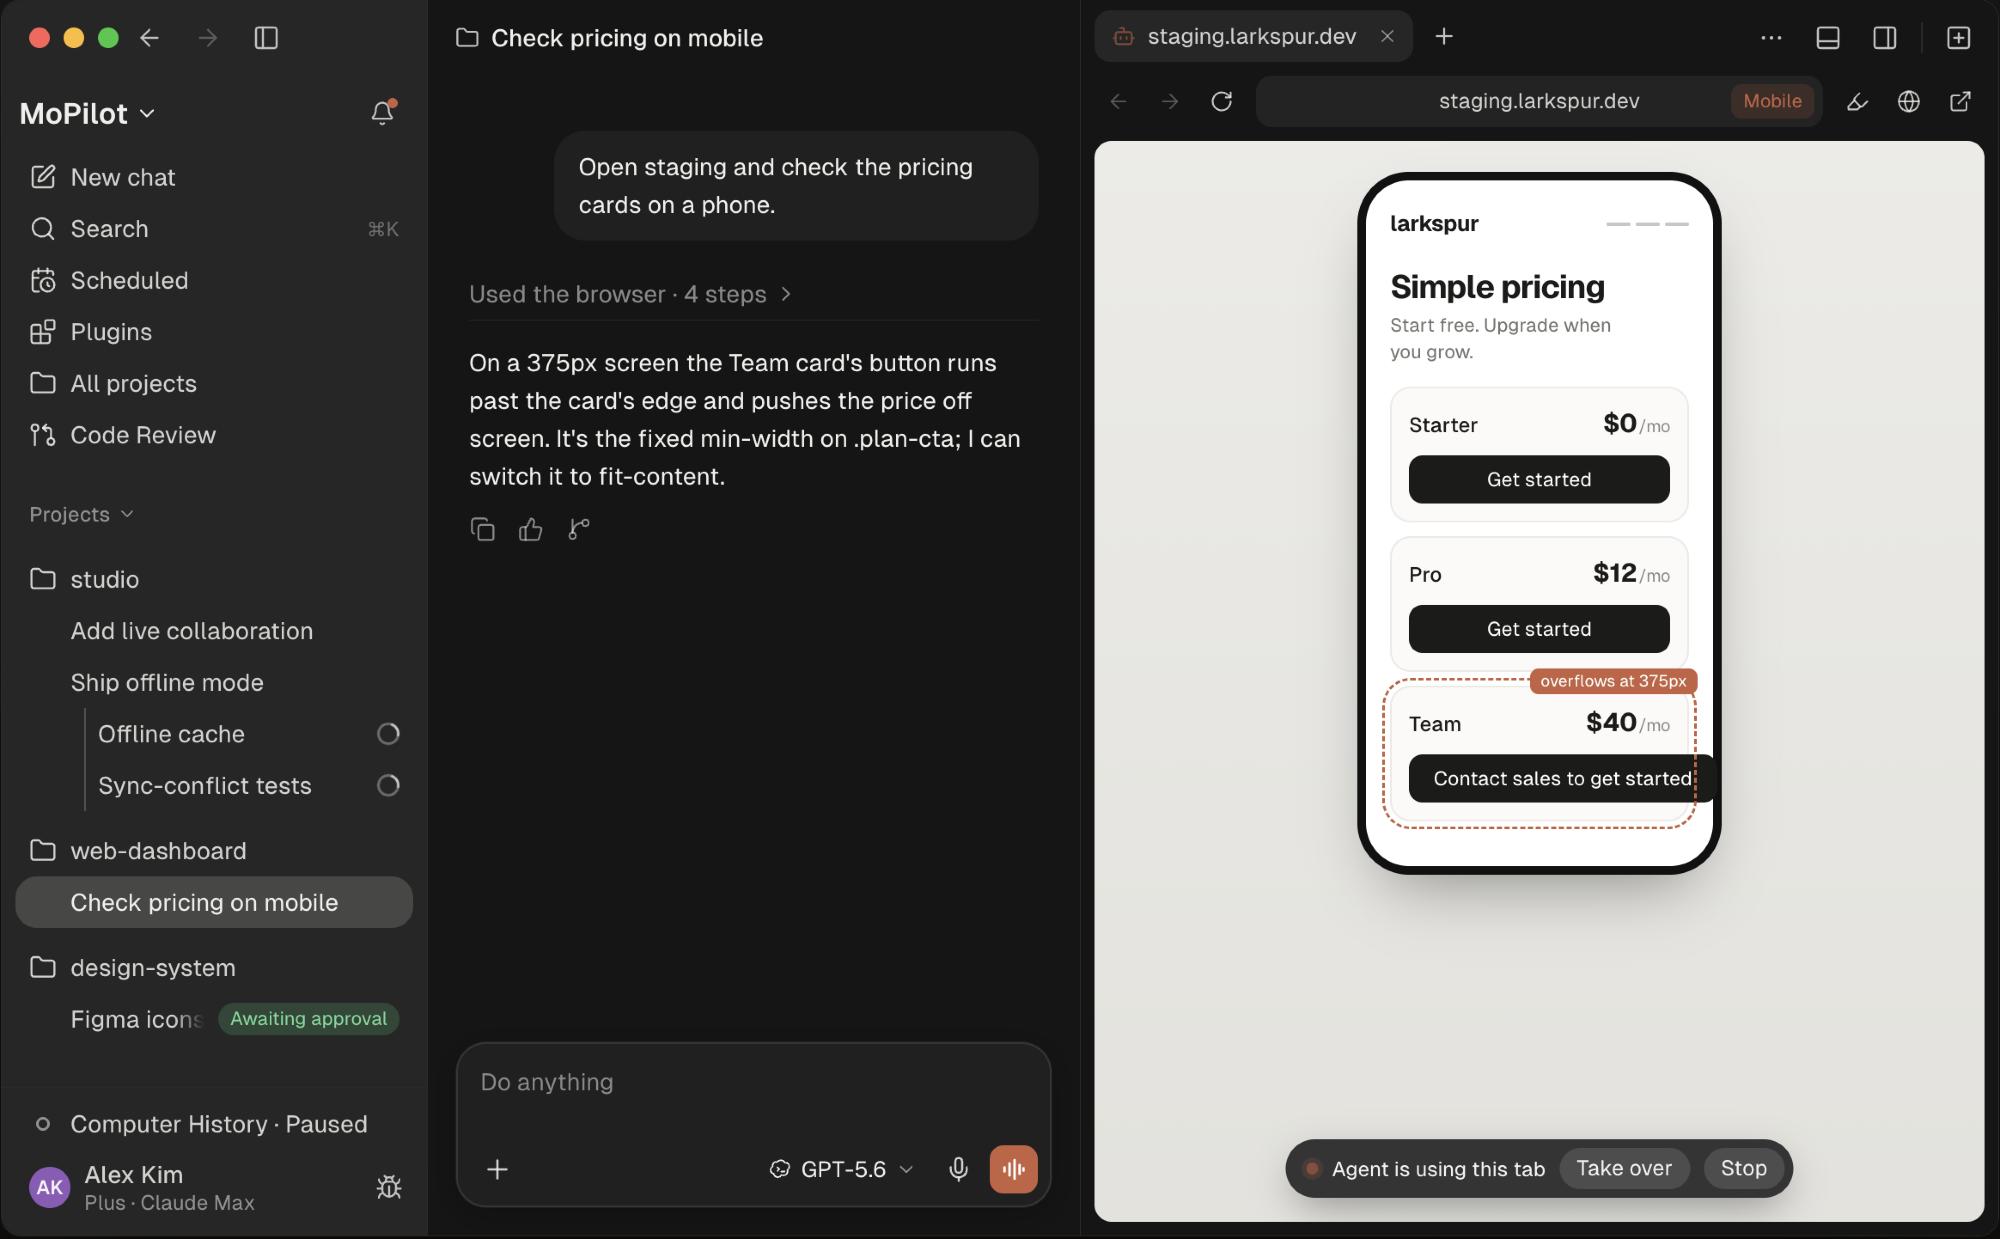 MoPilot
New chat
Search ⌘K
Scheduled
Plugins
All projects
Code Review
Projects
studio
Add live collaboration
Ship offline mode
Offline cache
Sync-conflict tests
web-dashboard
Check pricing on mobile
design-system
Figma icons Awaiting approval
Computer History · Paused
AK
Alex Kim
Plus · Claude Max
Check pricing on mobile
Open staging and check the pricing
cards on a phone.
Used the browser · 4 steps
On a 375px screen the Team card's button runs
past the card's edge and pushes the price off
screen. It's the fixed min-width on .plan-cta; I can
switch it to fit-content.
Do anything
GPT-5.6
staging.larkspur.dev
staging.larkspur.dev Mobile
larkspur
Simple pricing
Start free. Upgrade when
you grow.
Starter $0/mo
Get started
Pro $12/mo
Get started
overflows at 375px
Team $40/mo
Contact sales to get started
Agent is using this tab Take over Stop